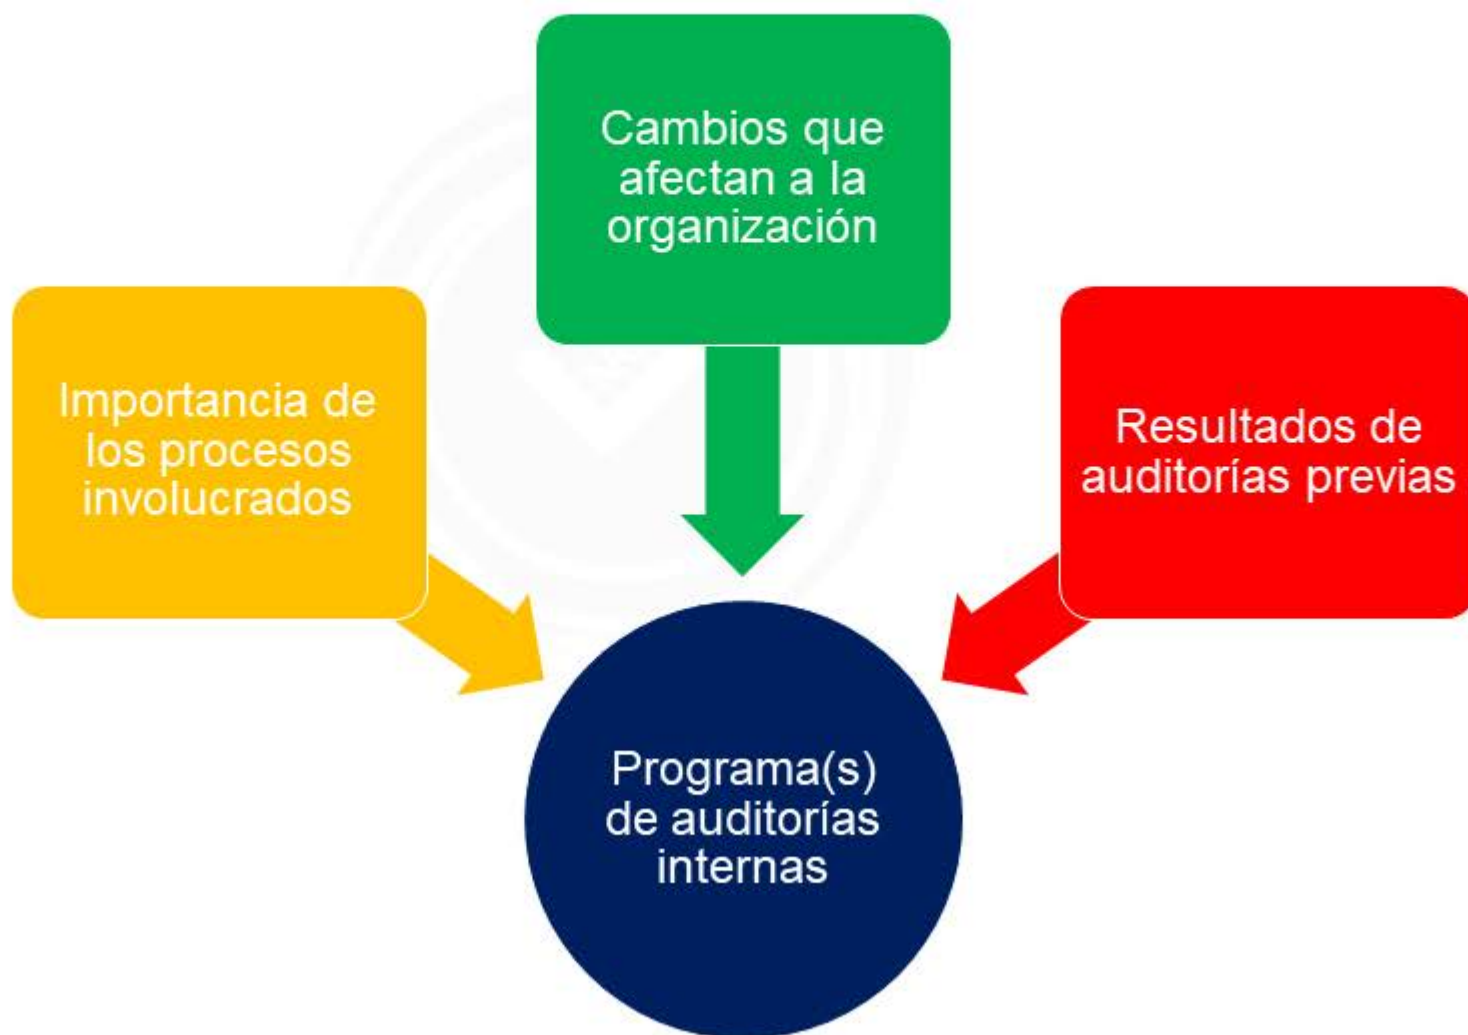 Cambios que
afectan a la
organización
Importancia de
los procesos
involucrados
Resultados de
auditorías previas
Programa(s)
de auditorías
internas